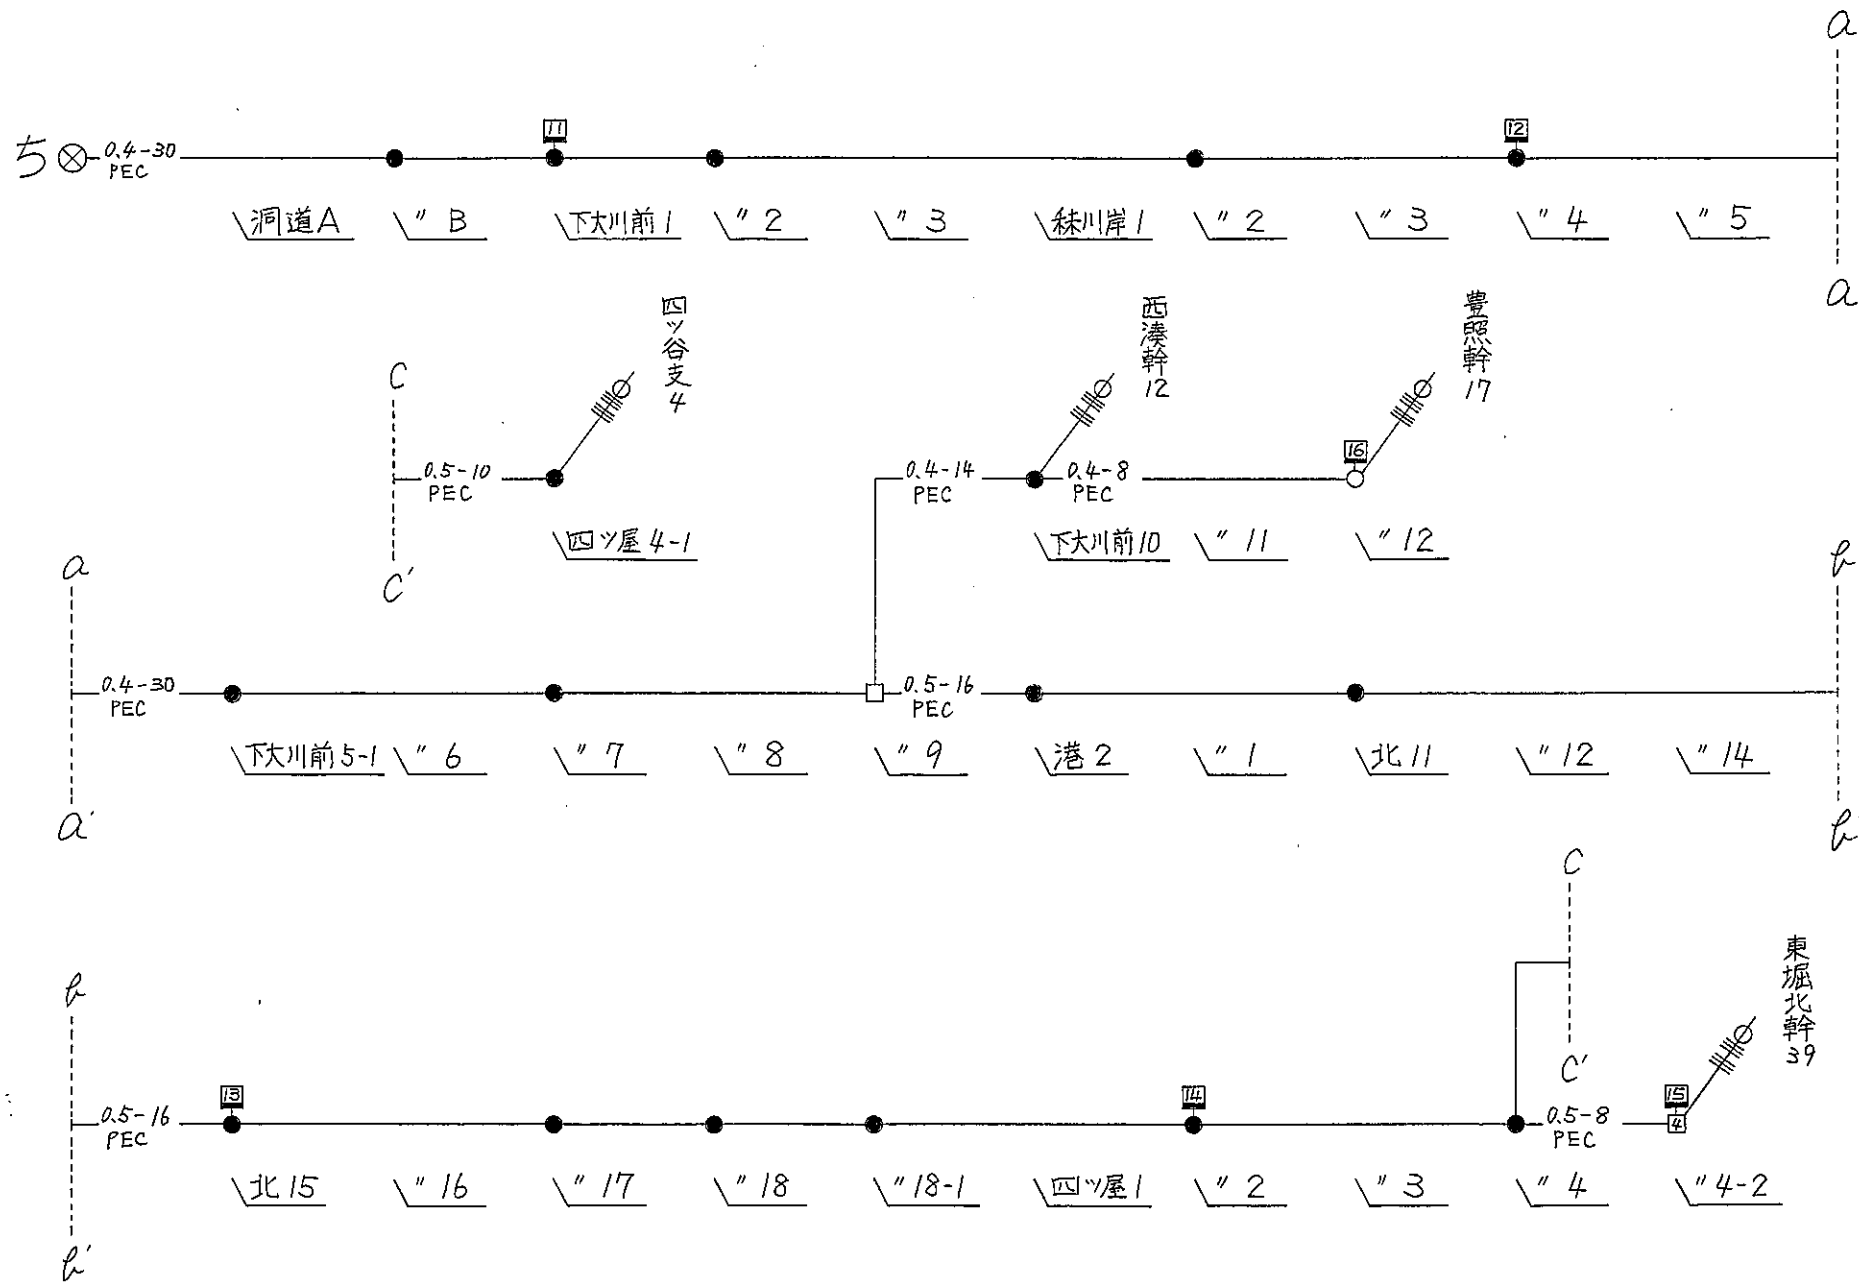 a
11
12
ち
0.4-30
PEC
洞道A
〃 B
下大川前1
〃 2
〃 3
秣川岸1
〃 2
〃 3
〃 4
〃 5
a
四ツ谷支4
西湊幹12
豊照幹17
C
16
0.5-10
PEC
0.4-14
PEC
0.4-8
PEC
四ツ屋4-1
下大川前10
〃 11
〃 12
C'
a
b
0.4-30
PEC
0.5-16
PEC
下大川前5-1
〃 6
〃 7
〃 8
〃 9
港2
〃 1
北11
〃 12
〃 14
a'
b'
C
東堀北幹39
b
C'
13
14
15
4
0.5-16
PEC
0.5-8
PEC
北15
〃 16
〃 17
〃 18
〃 18-1
四ツ屋1
〃 2
〃 3
〃 4
〃 4-2
b'